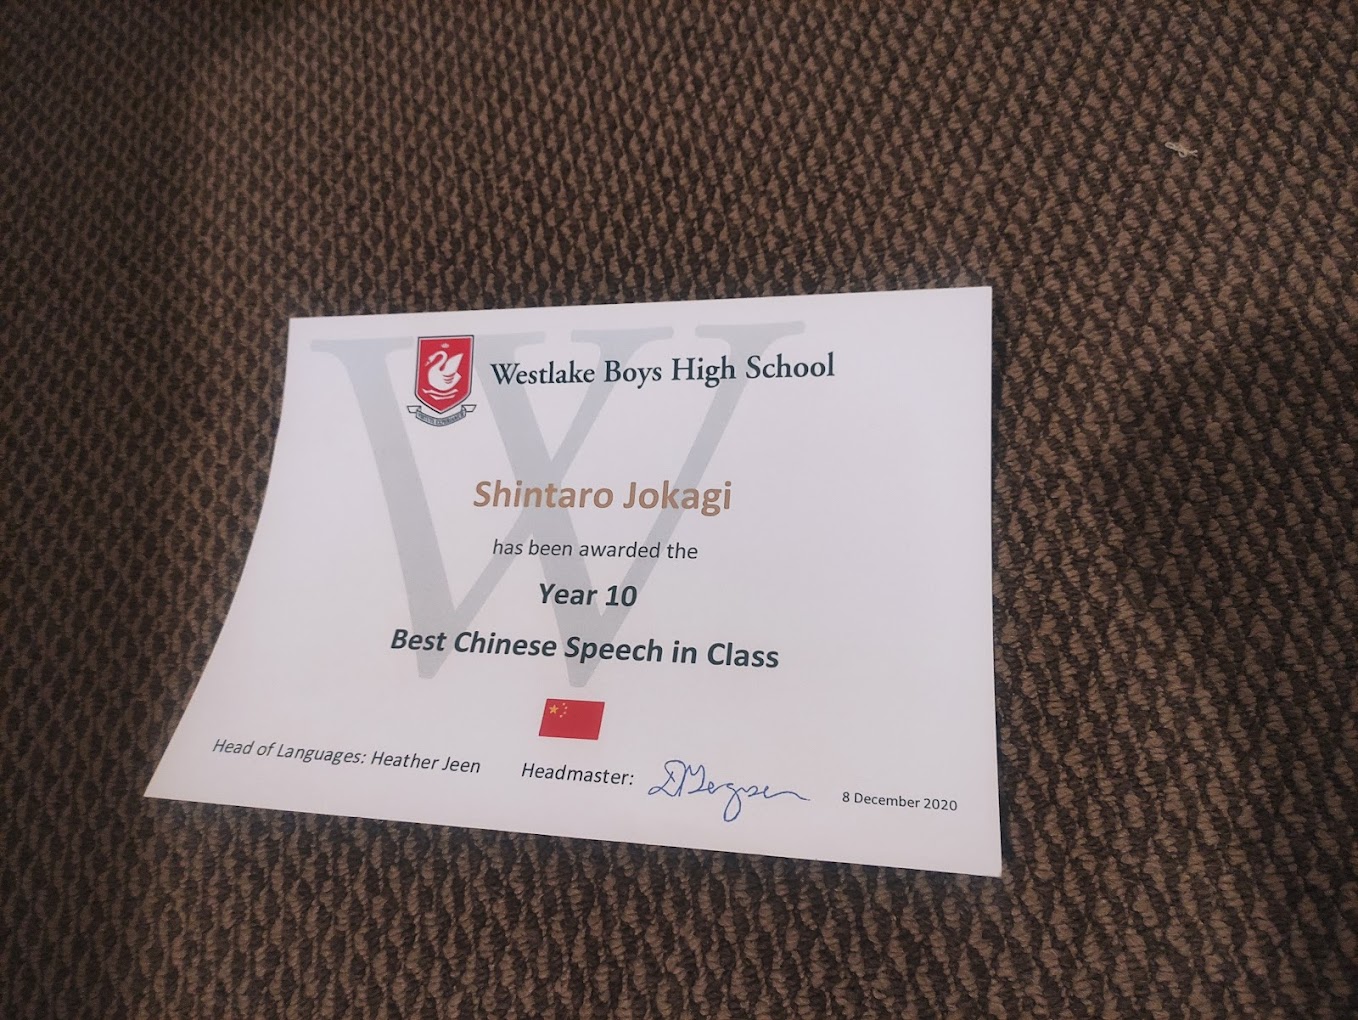 Westlake Boys High School
Shintaro Jokagi
has been awarded the
Year 10
Best Chinese Speech in Class
Head of Languages: Heather Jeen
Headmaster:
8 December 2020